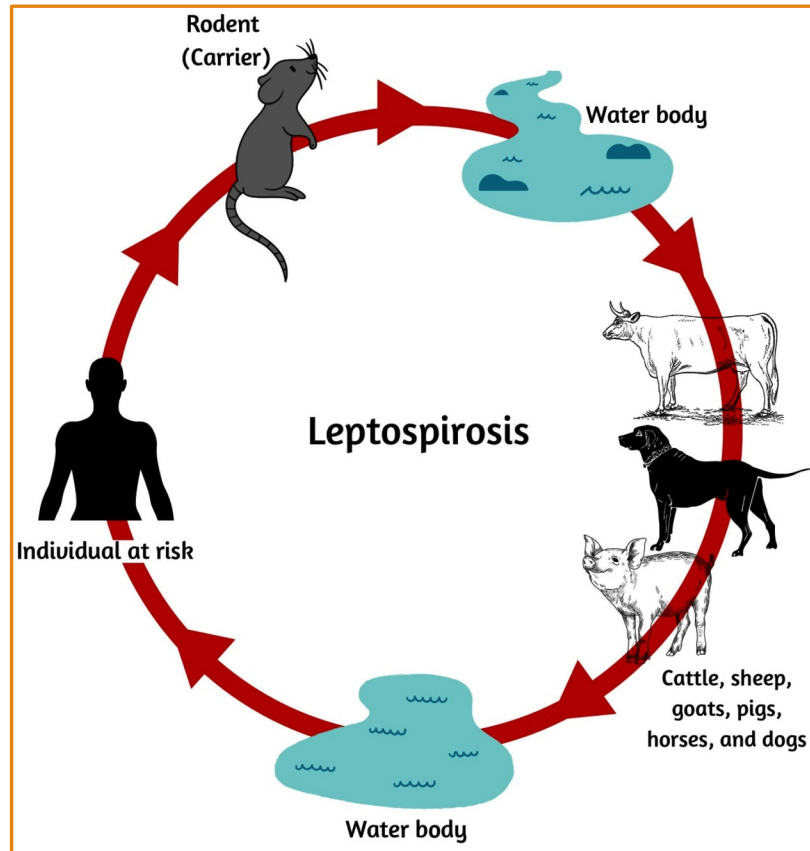 Rodent
(Carrier)
Water body
Leptospirosis
Individual at risk
Cattle, sheep,
goats, pigs,
horses, and dogs
Water body